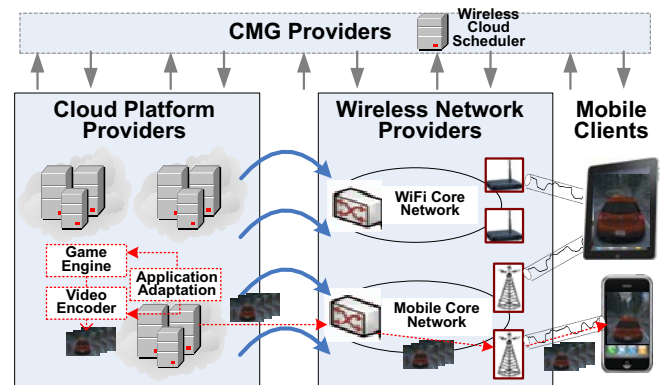 CMG Providers
Wireless
Cloud
Scheduler
Cloud Platform
Providers
Wireless Network
Providers
Mobile
Clients
WiFi Core
Network
Game
Engine
Application
Adaptation
Video
Encoder
Mobile Core
Network